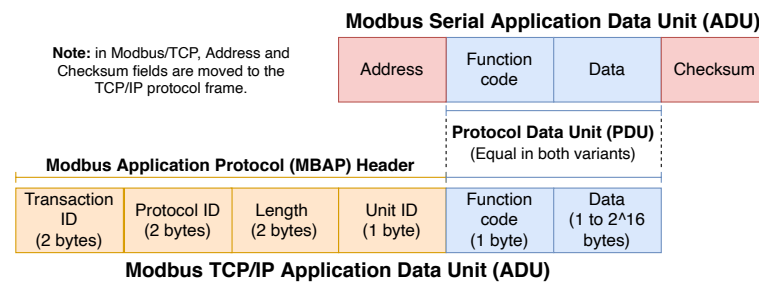 Modbus Serial Application Data Unit (ADU)
Note: in Modbus/TCP, Address and
Checksum fields are moved to the
TCP/IP protocol frame.
Address
Function
code
Data
Checksum
Protocol Data Unit (PDU)
(Equal in both variants)
Modbus Application Protocol (MBAP) Header
Transaction
ID
(2 bytes)
Protocol ID
(2 bytes)
Length
(2 bytes)
Unit ID
(1 byte)
Function
code
(1 byte)
Data
(1 to 2^16
bytes)
Modbus TCP/IP Application Data Unit (ADU)